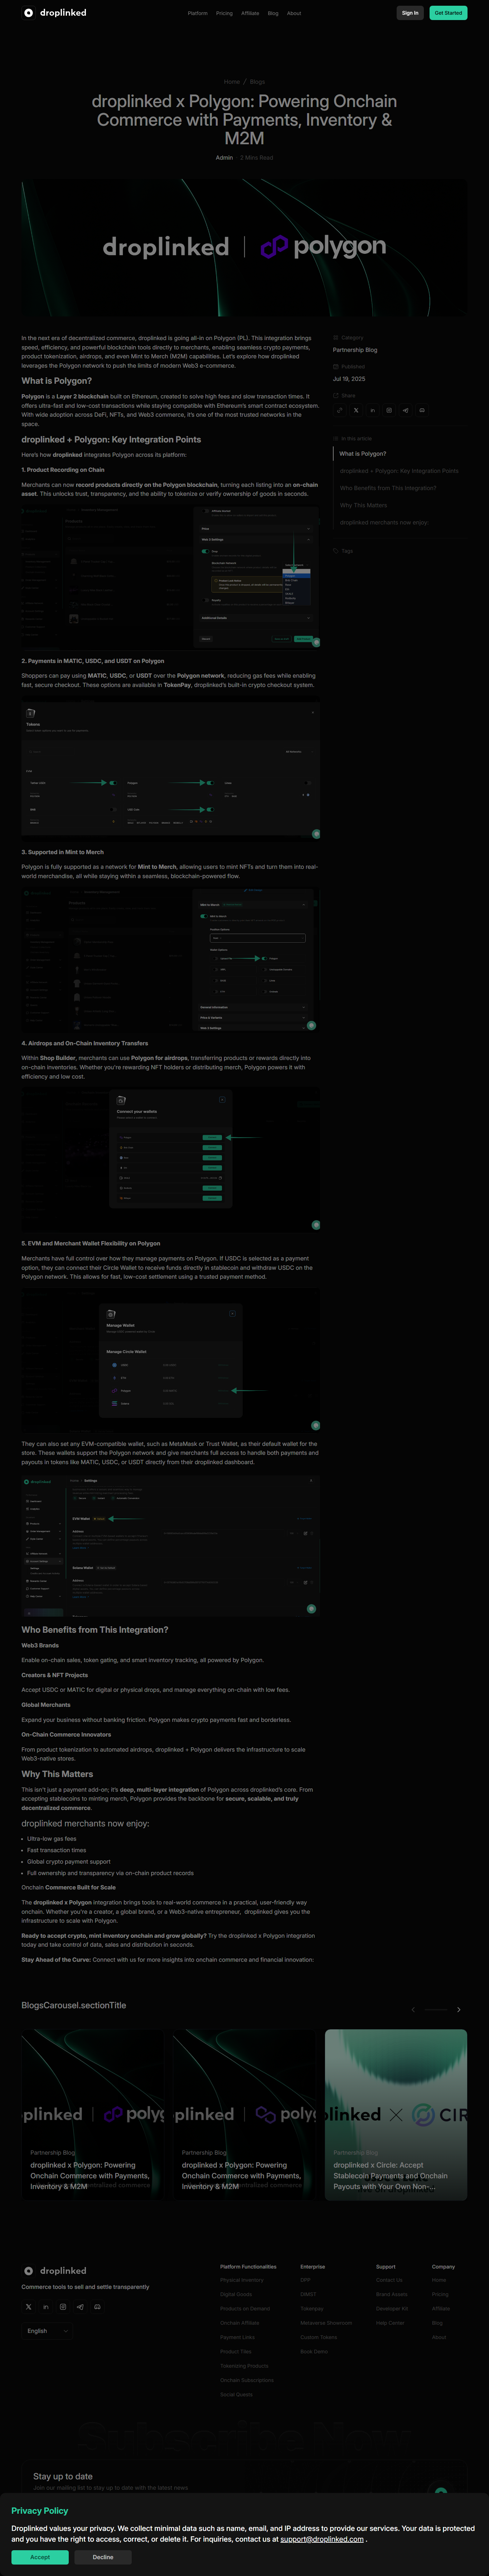 droplinked
Platform Pricing Affiliate Blog About
Sign In
Get Started
Home / Blogs
droplinked x Polygon: Powering Onchain
Commerce with Payments, Inventory &
M2M
Admin 2 Mins Read
droplinked | polygon
In the next era of decentralized commerce, droplinked is going all-in on Polygon (PL). This integration brings
speed, efficiency, and powerful blockchain tools directly to merchants, enabling seamless crypto payments,
product tokenization, airdrops, and even Mint to Merch (M2M) capabilities. Let's explore how droplinked
leverages the Polygon network to push the limits of modern Web3 e-commerce.
What is Polygon?
Polygon is a Layer 2 blockchain built on Ethereum, created to solve high fees and slow transaction times. It
offers ultra-fast and low-cost transactions while staying compatible with Ethereum's smart contract ecosystem.
With wide adoption across DeFi, NFTs, and Web3 commerce, it's one of the most trusted networks in the
space.
droplinked + Polygon: Key Integration Points
Here's how droplinked integrates Polygon across its platform:
1. Product Recording on Chain
Merchants can now record products directly on the Polygon blockchain, turning each listing into an on-chain
asset. This unlocks trust, transparency, and the ability to tokenize or verify ownership of goods in seconds.
Category
Partnership Blog
Published
Jul 19, 2025
Share
In this article
What is Polygon?
droplinked + Polygon: Key Integration Points
Who Benefits from This Integration?
Why This Matters
droplinked merchants now enjoy:
Tags
2. Payments in MATIC, USDC, and USDT on Polygon
Shoppers can pay using MATIC, USDC, or USDT over the Polygon network, reducing gas fees while enabling
fast, secure checkout. These options are available in TokenPay, droplinked's built-in crypto checkout system.
Tokens
3. Supported in Mint to Merch
Polygon is fully supported as a network for Mint to Merch, allowing users to mint NFTs and turn them into real-
world merchandise, all while staying within a seamless, blockchain-powered flow.
4. Airdrops and On-Chain Inventory Transfers
Within Shop Builder, merchants can use Polygon for airdrops, transferring products or rewards directly into
on-chain inventories. Whether you're rewarding NFT holders or distributing merch, Polygon powers it with
efficiency and low cost.
Connect your wallets
5. EVM and Merchant Wallet Flexibility on Polygon
Merchants have full control over how they manage payments on Polygon. If USDC is selected as a payment
option, they can connect their Circle Wallet to receive funds directly in stablecoin and withdraw USDC on the
Polygon network. This allows for fast, low-cost settlement using a trusted payment method.
Manage Wallet
Manage Circle Wallet
They can also set any EVM-compatible wallet, such as MetaMask or Trust Wallet, as their default wallet for the
store. These wallets support the Polygon network and give merchants full access to handle both payments and
payouts in tokens like MATIC, USDC, or USDT directly from their droplinked dashboard.
droplinked
Settings
EVM Wallet
Solana Wallet
Who Benefits from This Integration?
Web3 Brands
Enable on-chain sales, token gating, and smart inventory tracking, all powered by Polygon.
Creators & NFT Projects
Accept USDC or MATIC for digital or physical drops, and manage everything on-chain with low fees.
Global Merchants
Expand your business without banking friction. Polygon makes crypto payments fast and borderless.
On-Chain Commerce Innovators
From product tokenization to automated airdrops, droplinked + Polygon delivers the infrastructure to scale
Web3-native stores.
Why This Matters
This isn't just a payment add-on; it's deep, multi-layer integration of Polygon across droplinked's core. From
accepting stablecoins to minting merch, Polygon provides the backbone for secure, scalable, and truly
decentralized commerce.
droplinked merchants now enjoy:
• Ultra-low gas fees
• Fast transaction times
• Global crypto payment support
• Full ownership and transparency via on-chain product records
Onchain Commerce Built for Scale
The droplinked x Polygon integration brings tools to real-world commerce in a practical, user-friendly way
onchain. Whether you're a creator, a global brand, or a Web3-native entrepreneur, droplinked gives you the
infrastructure to scale with Polygon.
Ready to accept crypto, mint inventory onchain and grow globally? Try the droplinked x Polygon integration
today and take control of data, sales and distribution in seconds.
Stay Ahead of the Curve: Connect with us for more insights into onchain commerce and financial innovation:
BlogsCarousel.sectionTitle
plinked | polyg
Partnership Blog
droplinked x Polygon: Powering
Onchain Commerce with Payments,
Inventory & M2M
plinked | polyg
Partnership Blog
droplinked x Polygon: Powering
Onchain Commerce with Payments,
Inventory & M2M
plinked X CIR
Partnership Blog
droplinked x Circle: Accept
Stablecoin Payments and Onchain
Payouts with Your Own Non-...
droplinked
Commerce tools to sell and settle transparently
English
Platform Functionalities
Physical Inventory
Digital Goods
Products on Demand
Onchain Affiliate
Payment Links
Product Tiles
Tokenizing Products
Onchain Subscriptions
Social Quests
Enterprise
DPP
GMST
Tokenpay
Metaverse Showroom
Custom Tokens
Book Demo
Support
Contact Us
Brand Assets
Developer Kit
Help Center
Company
Home
Pricing
Affiliate
Blog
About
Subscribe Now
Stay up to date
Join our mailing list to stay up to date with the latest news
Privacy Policy
Droplinked values your privacy. We collect minimal data such as name, email, and IP address to provide our services. Your data is protected
and you have the right to access, correct, or delete it. For inquiries, contact us at support@droplinked.com .
Accept
Decline